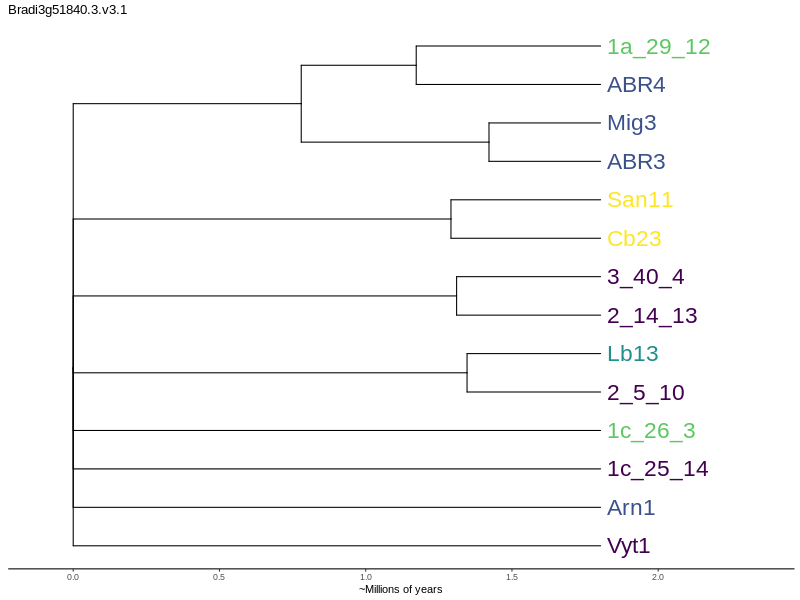 Bradi3g51840.3.v3.1
1a_29_12
ABR4
Mig3
ABR3
San11
Cb23
3_40_4
2_14_13
Lb13
2_5_10
1c_26_3
1c_25_14
Arn1
Vyt1
0.0 0.5 1.0 1.5 2.0
~Millions of years